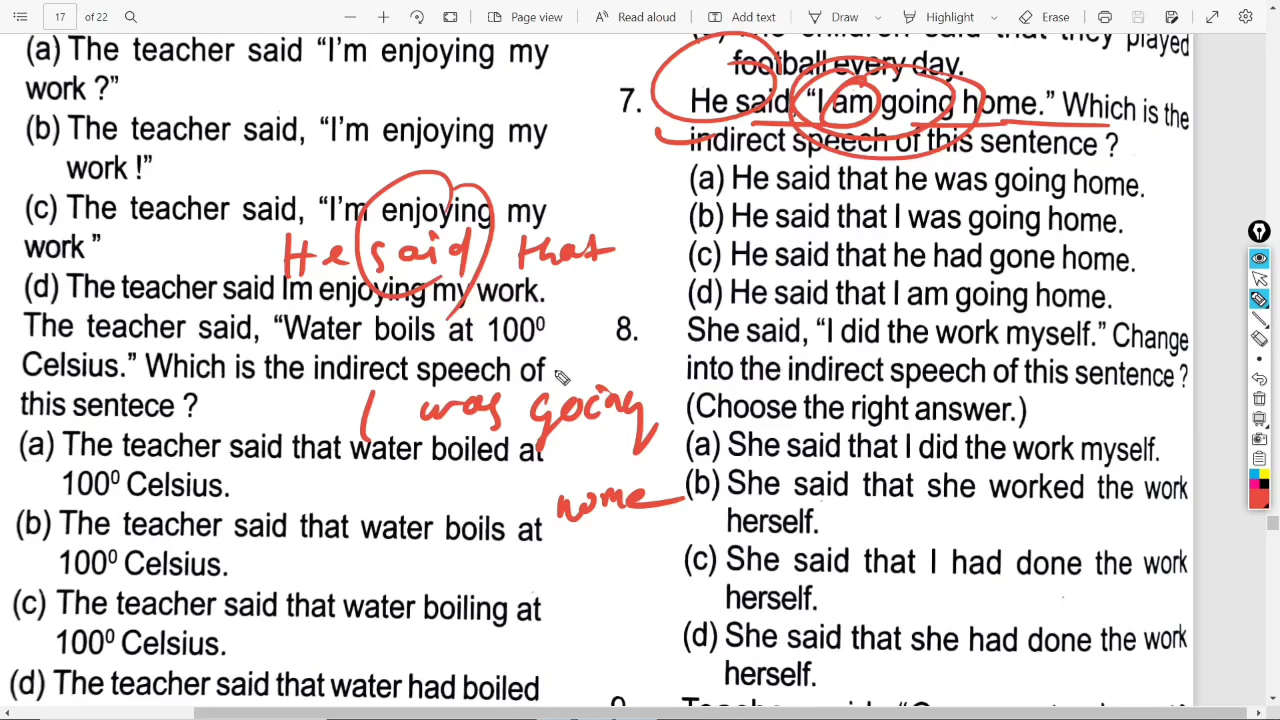 17 of 22
Page view
Read aloud
Add text
Draw
Highlight
Erase
(a) The teacher said “I’m enjoying my
work ?”
(b) The teacher said, “I’m enjoying my
work !”
(c) The teacher said, “I’m enjoying my
work ”
He said that
(d) The teacher said Im enjoying my work.
The teacher said, “Water boils at 100⁰
Celsius.” Which is the indirect speech of
this sentece ?
I was going
(a) The teacher said that water boiled at
100⁰ Celsius.
home
(b) The teacher said that water boils at
100⁰ Celsius.
(c) The teacher said that water boiling at
100⁰ Celsius.
(d) The teacher said that water had boiled
children said that they played
football every day.
7. He said, “I am going home.” Which is the
indirect speech of this sentence ?
(a) He said that he was going home.
(b) He said that I was going home.
(c) He said that he had gone home.
(d) He said that I am going home.
8. She said, “I did the work myself.” Change
into the indirect speech of this sentence ?
(Choose the right answer.)
(a) She said that I did the work myself.
(b) She said that she worked the work
herself.
(c) She said that I had done the work
herself.
(d) She said that she had done the work
herself.